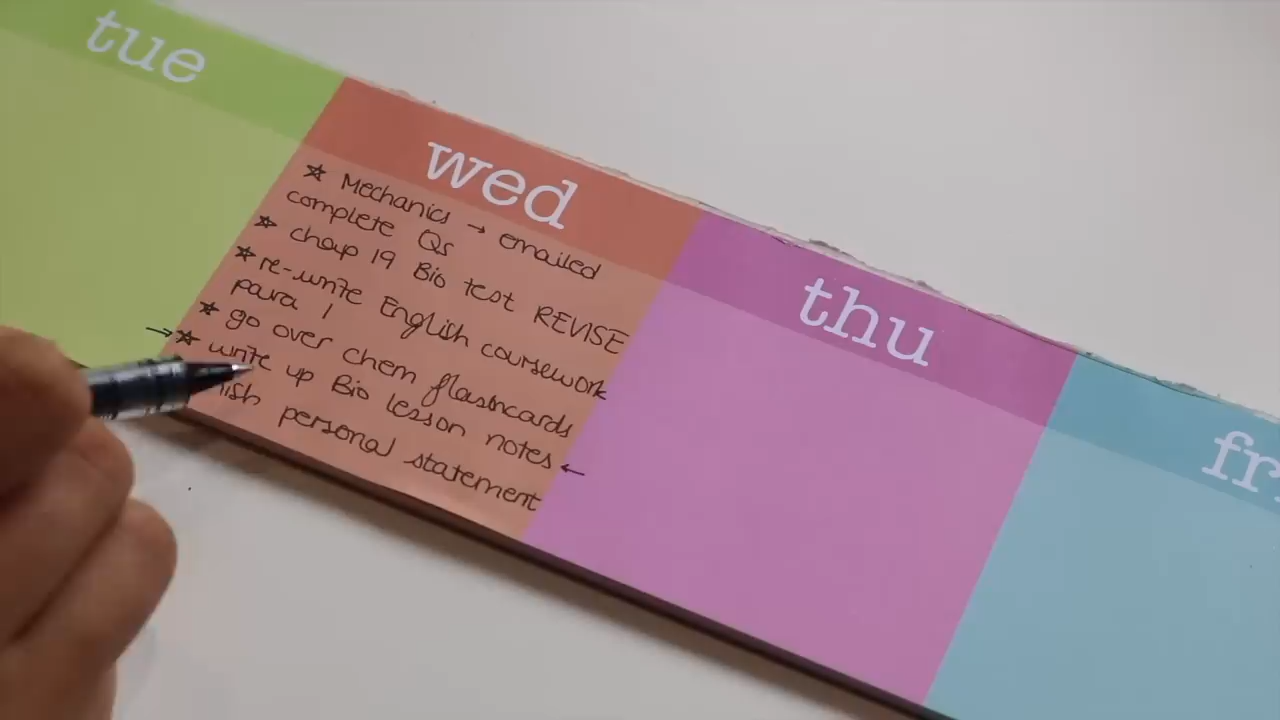 tue
wed
thu
fri
☆ Mechanics → emailed
complete Qs
☆ chap 19 Bio test REVISE
☆ re-write English coursework
para 1
☆ go over chem flashcards
→ ☆ write up Bio lesson notes ←
personal statement